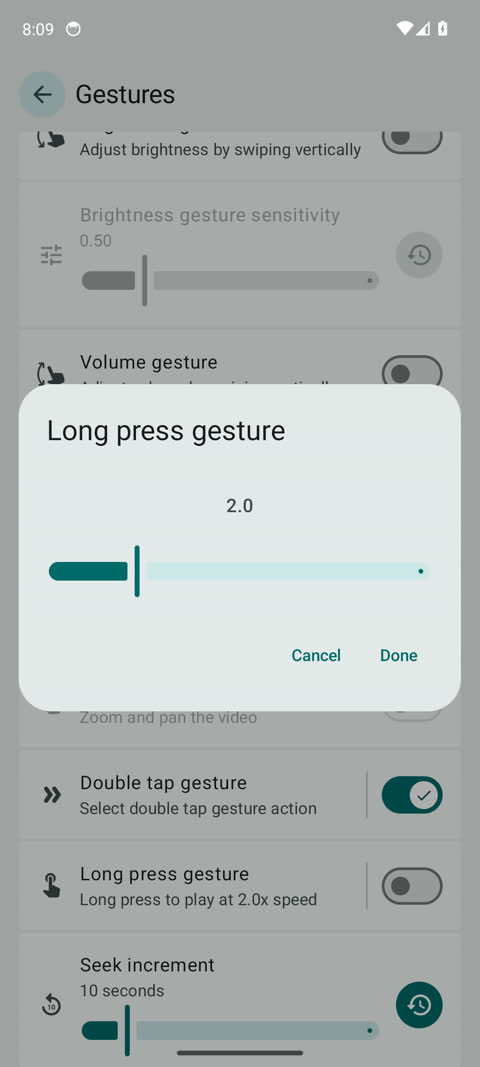 8:09
Gestures
Adjust brightness by swiping vertically
Brightness gesture sensitivity
0.50
Volume gesture
Long press gesture
2.0
Cancel
Done
Zoom and pan the video
Double tap gesture
Select double tap gesture action
Long press gesture
Long press to play at 2.0x speed
Seek increment
10 seconds
10